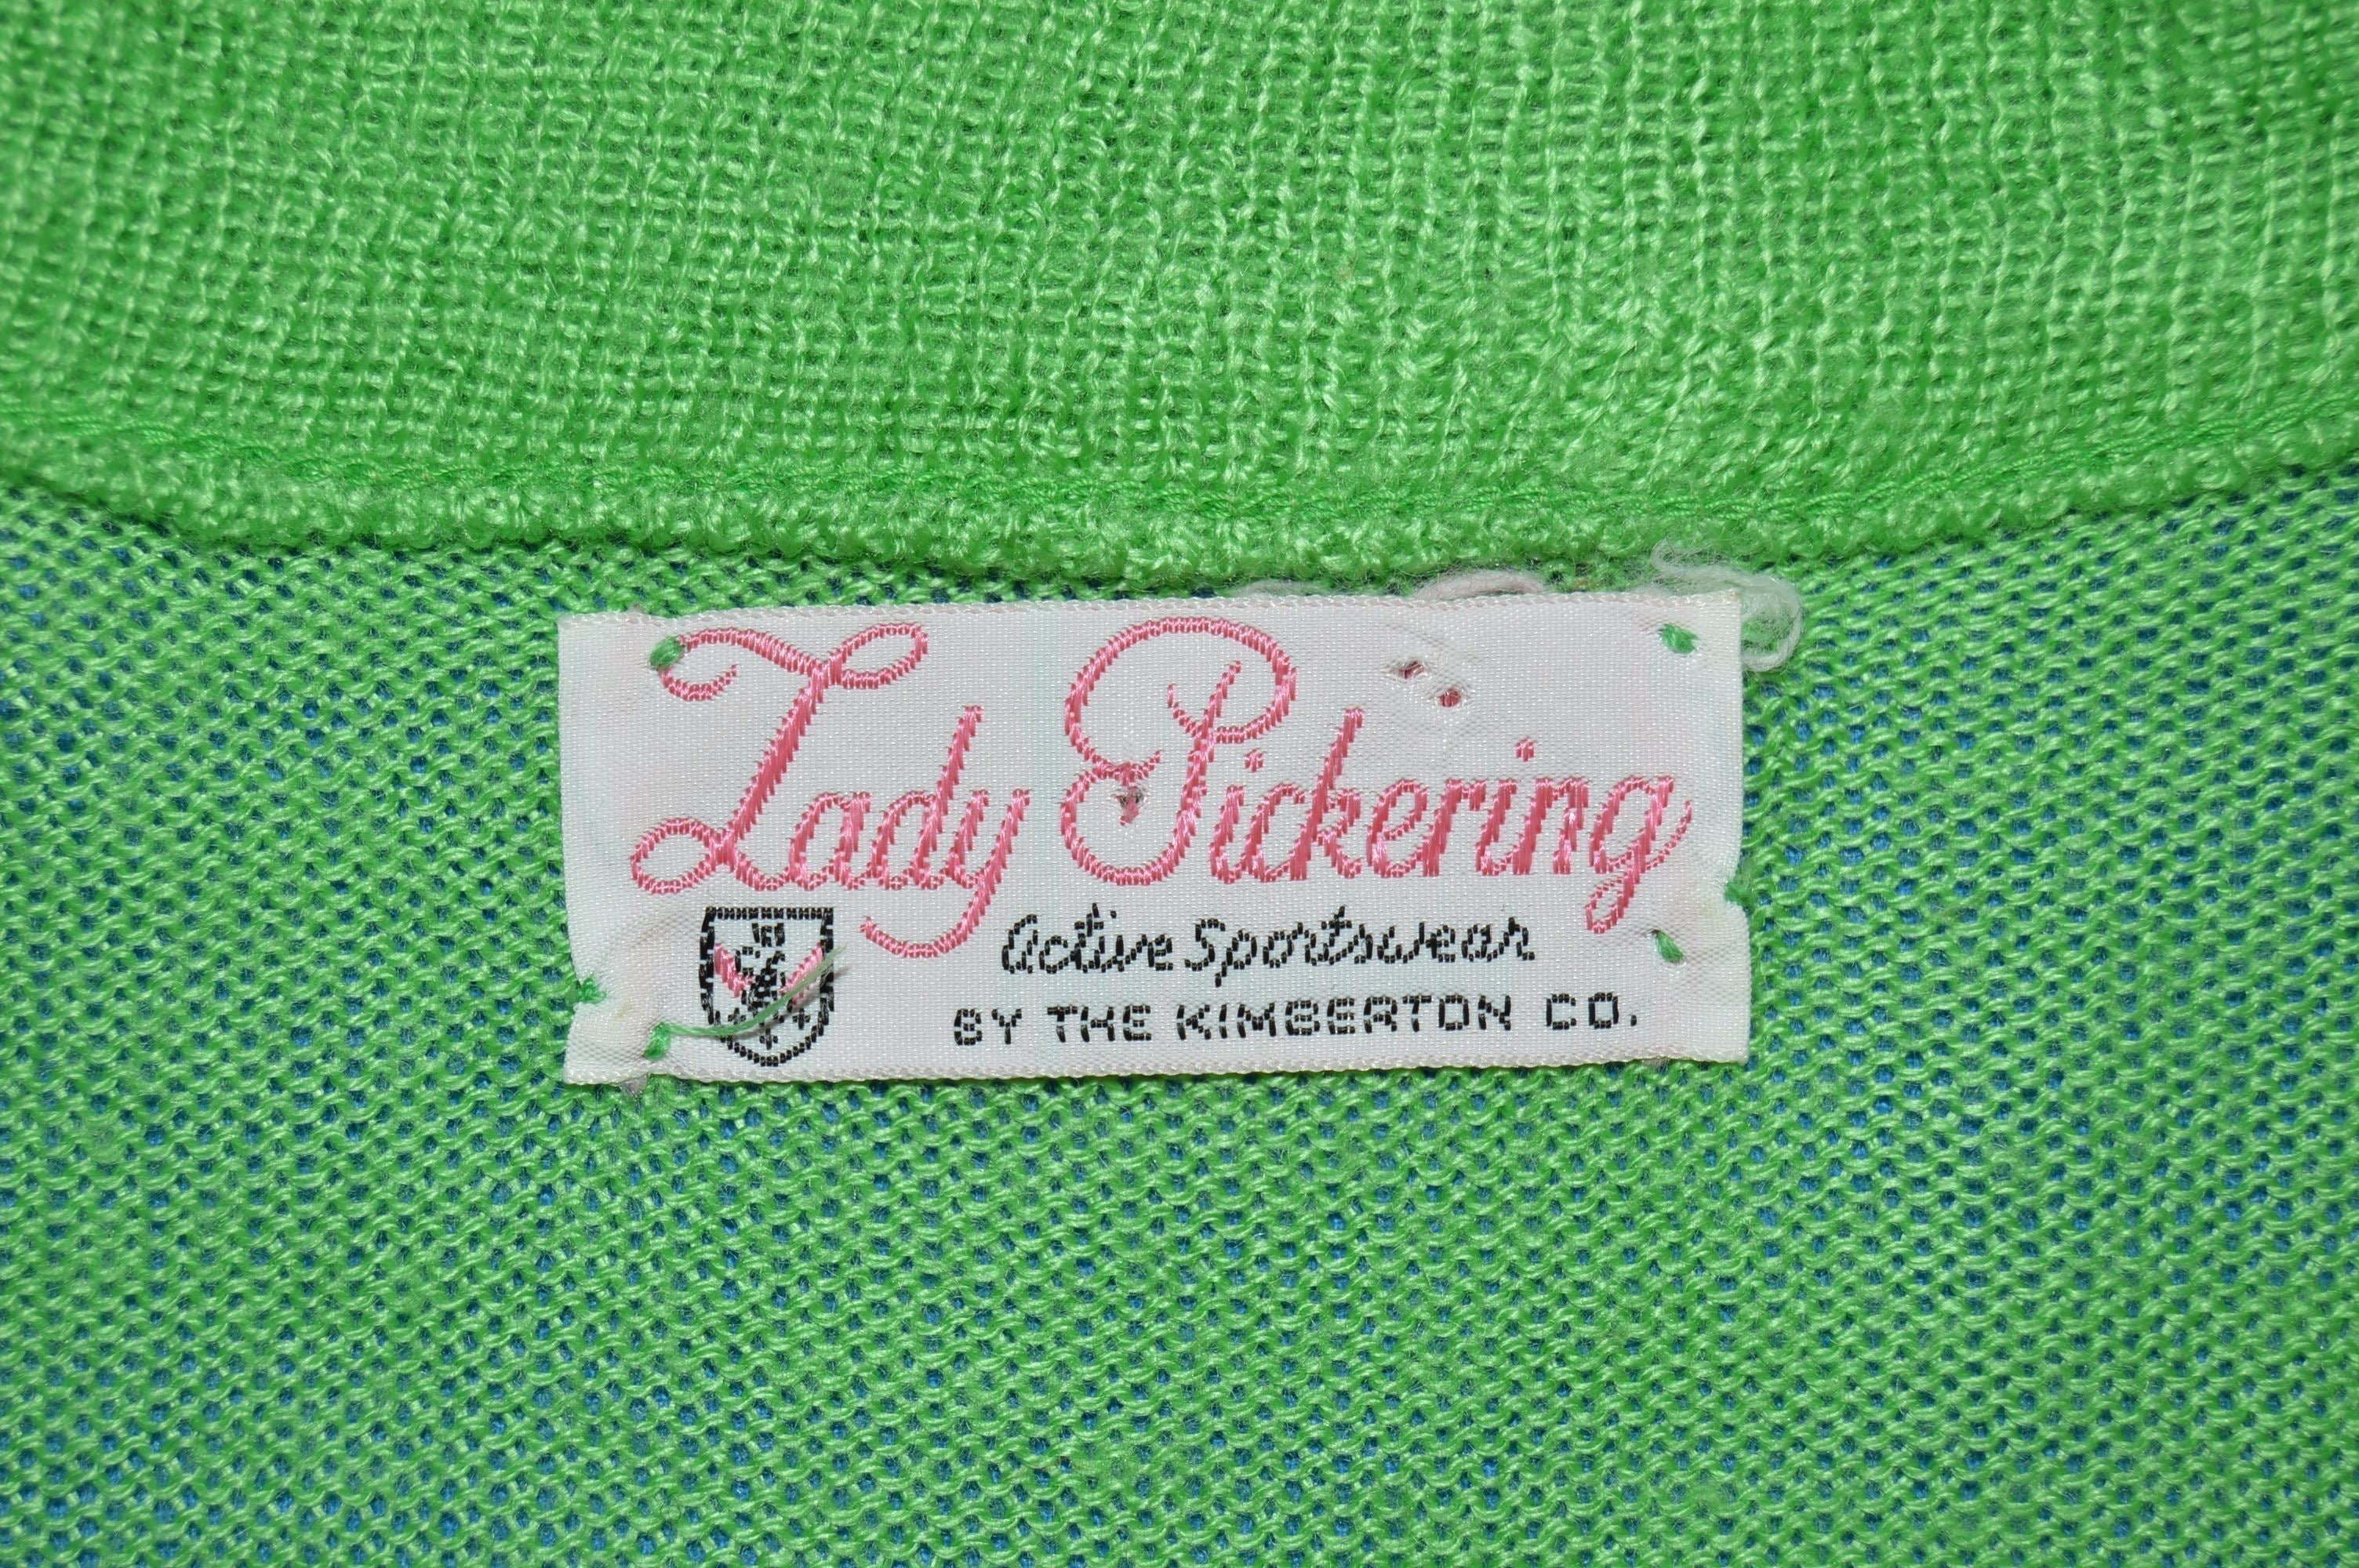 Lady Pickering
Active Sportswear
BY THE KIMBERTON CO.